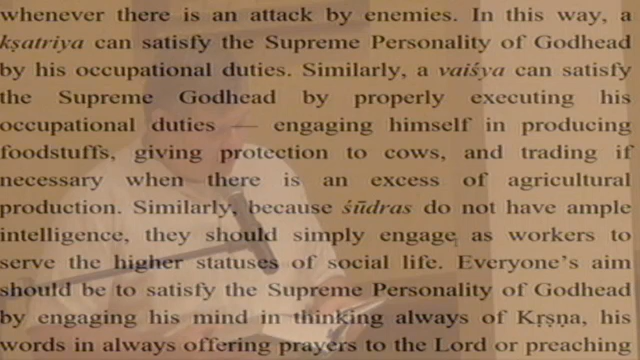 whenever there is an attack by enemies. In this way, a
kṣatriya can satisfy the Supreme Personality of Godhead
by his occupational duties. Similarly, a vaiśya can satisfy
the Supreme Godhead by properly executing his
occupational duties — engaging himself in producing
foodstuffs, giving protection to cows, and trading if
necessary when there is an excess of agricultural
production. Similarly, because śūdras do not have ample
intelligence, they should simply engage as workers to
serve the higher statuses of social life. Everyone's aim
should be to satisfy the Supreme Personality of Godhead
by engaging his mind in thinking always of Kṛṣṇa, his
words in always offering prayers to the Lord or preaching